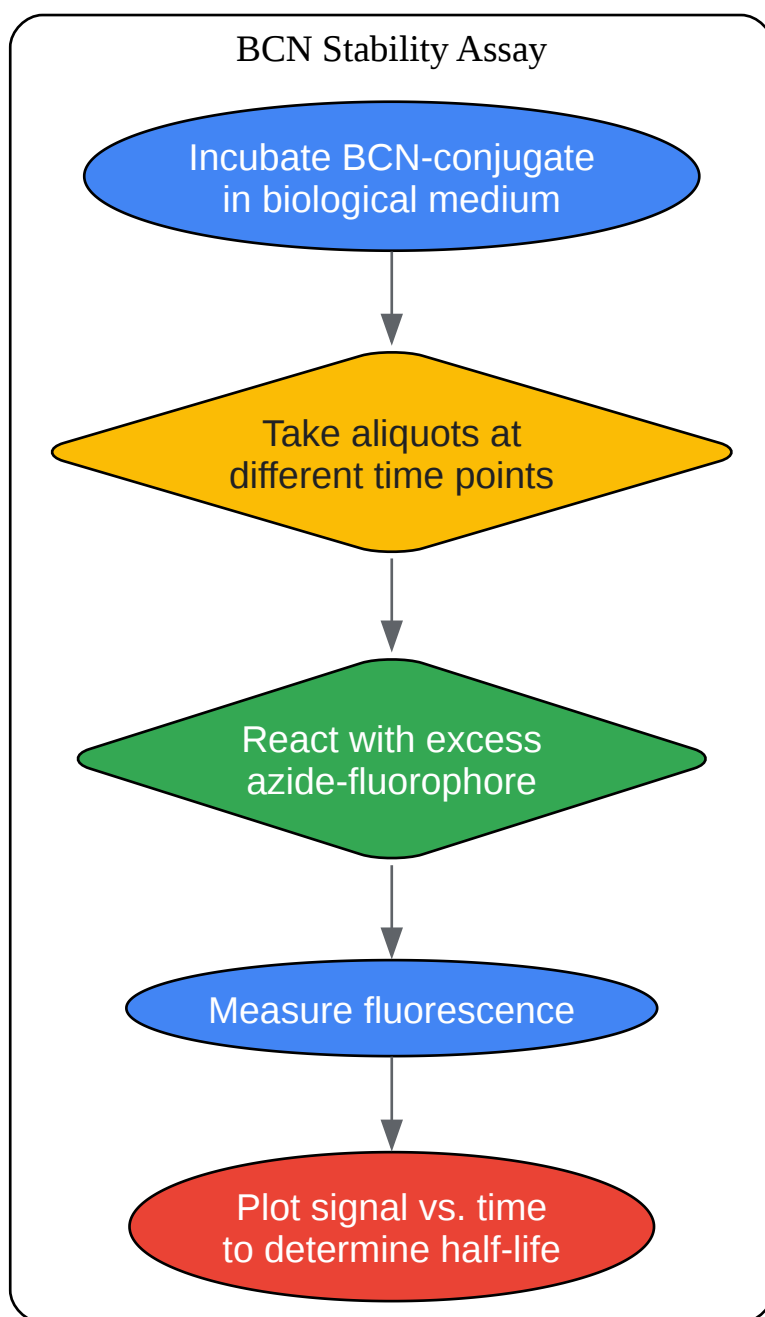 BCN Stability Assay
Incubate BCN-conjugate
in biological medium
Take aliquots at
different time points
React with excess
azide-fluorophore
Measure fluorescence
Plot signal vs. time
to determine half-life